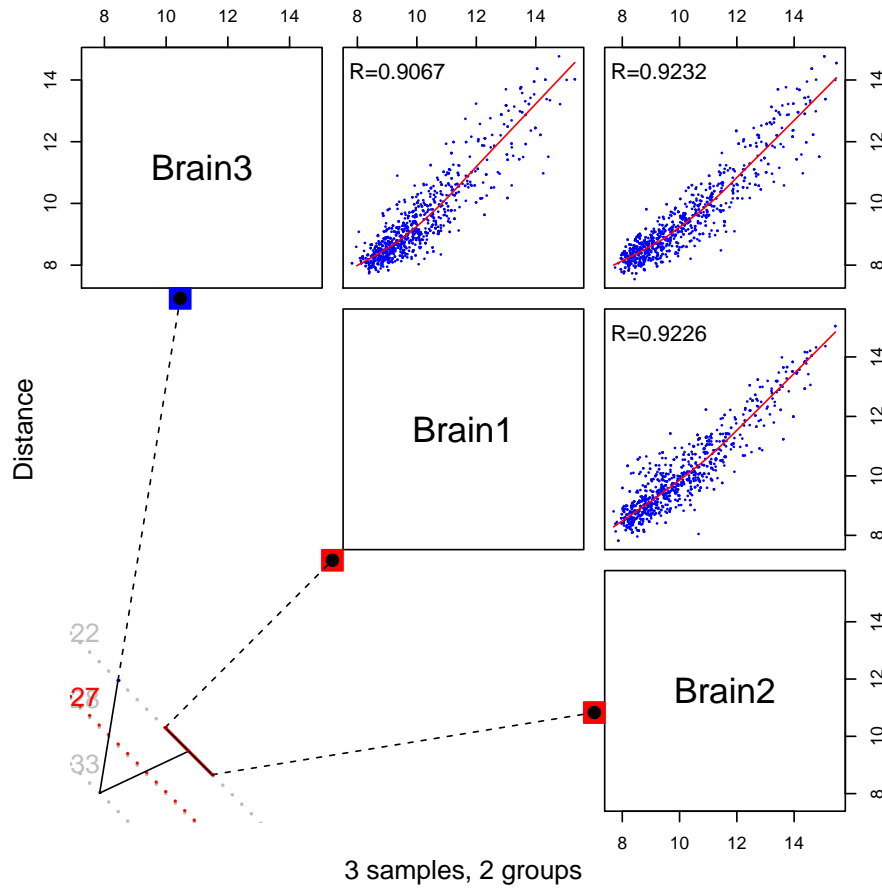 8 10 12 14 8 10 12 14 8 10 12 14
14 12 10 8
Brain3
R=0.9067
R=0.9232
14 12 10 8
Distance
Brain1
R=0.9226
14 12 10 8
22
27
33
Brain2
14 12 10 8
8 10 12 14
3 samples, 2 groups